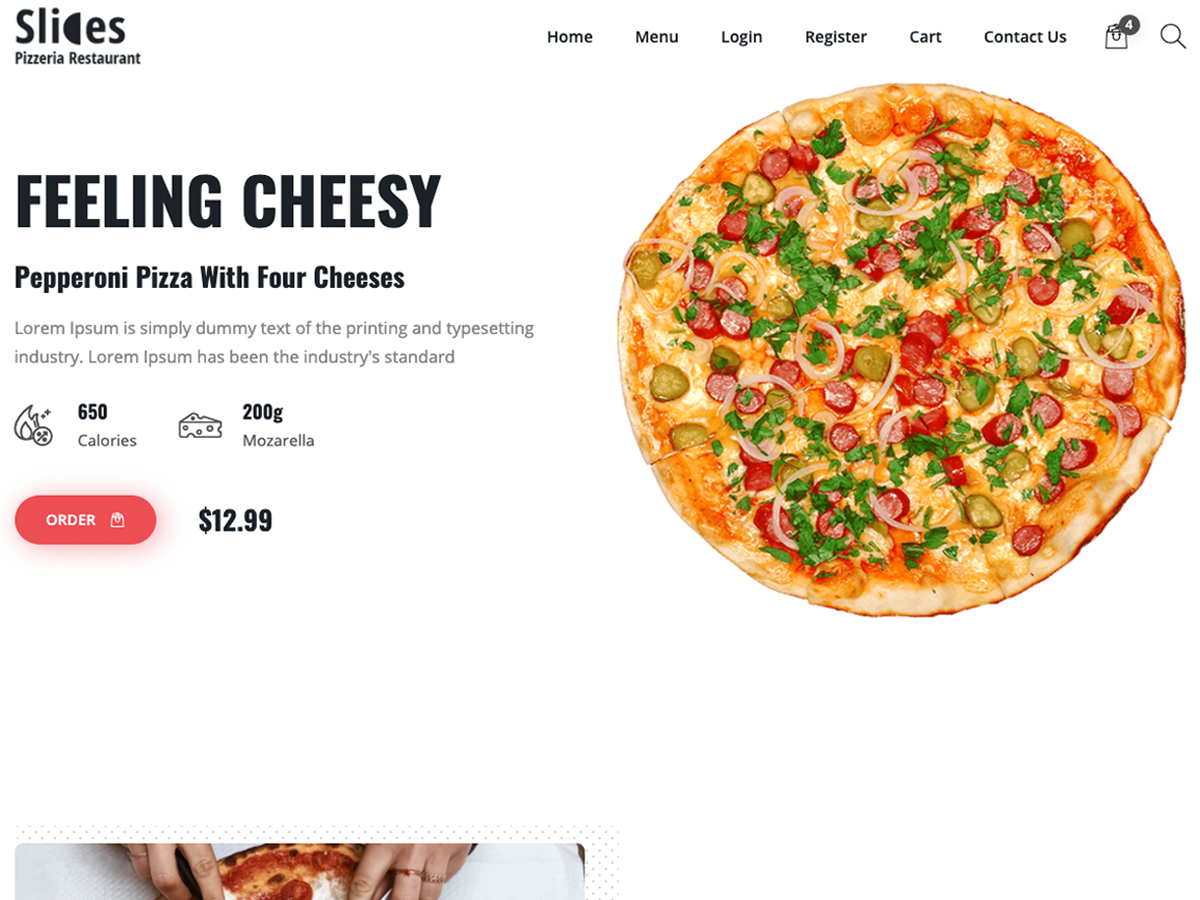 Slices
Pizzeria Restaurant
Home
Menu
Login
Register
Cart
Contact Us
4
FEELING CHEESY
Pepperoni Pizza With Four Cheeses
Lorem Ipsum is simply dummy text of the printing and typesetting
industry. Lorem Ipsum has been the industry's standard
650
Calories
200g
Mozarella
ORDER
$12.99